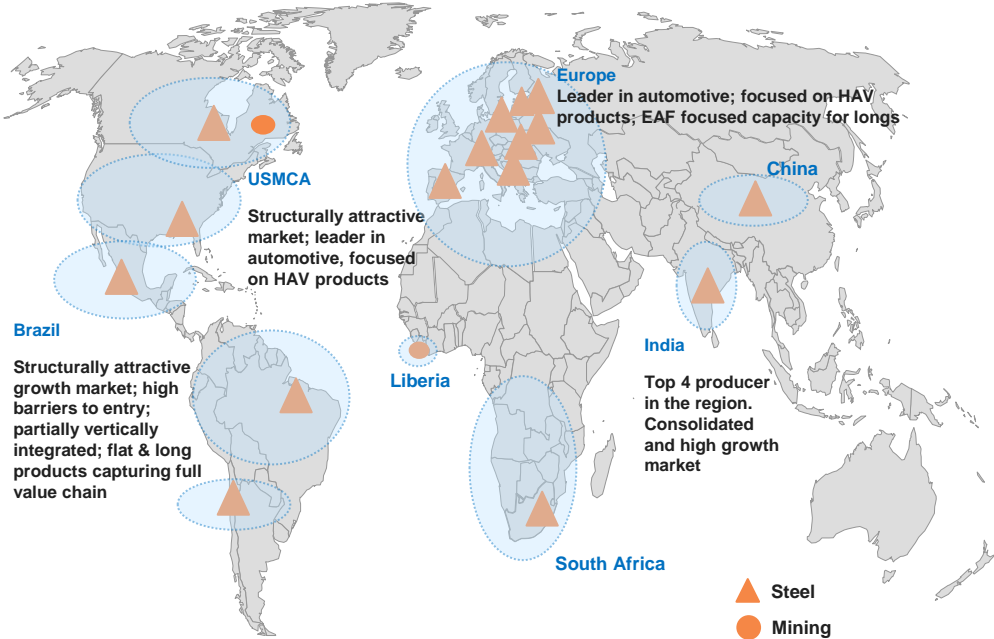 Europe
Leader in automotive; focused on HAV
products; EAF focused capacity for longs
China
USMCA
Structurally attractive
market; leader in
automotive, focused
on HAV products
Brazil
Structurally attractive
growth market; high
barriers to entry;
partially vertically
integrated; flat & long
products capturing full
value chain
Liberia
India
Top 4 producer
in the region.
Consolidated
and high growth
market
South Africa
Steel
Mining